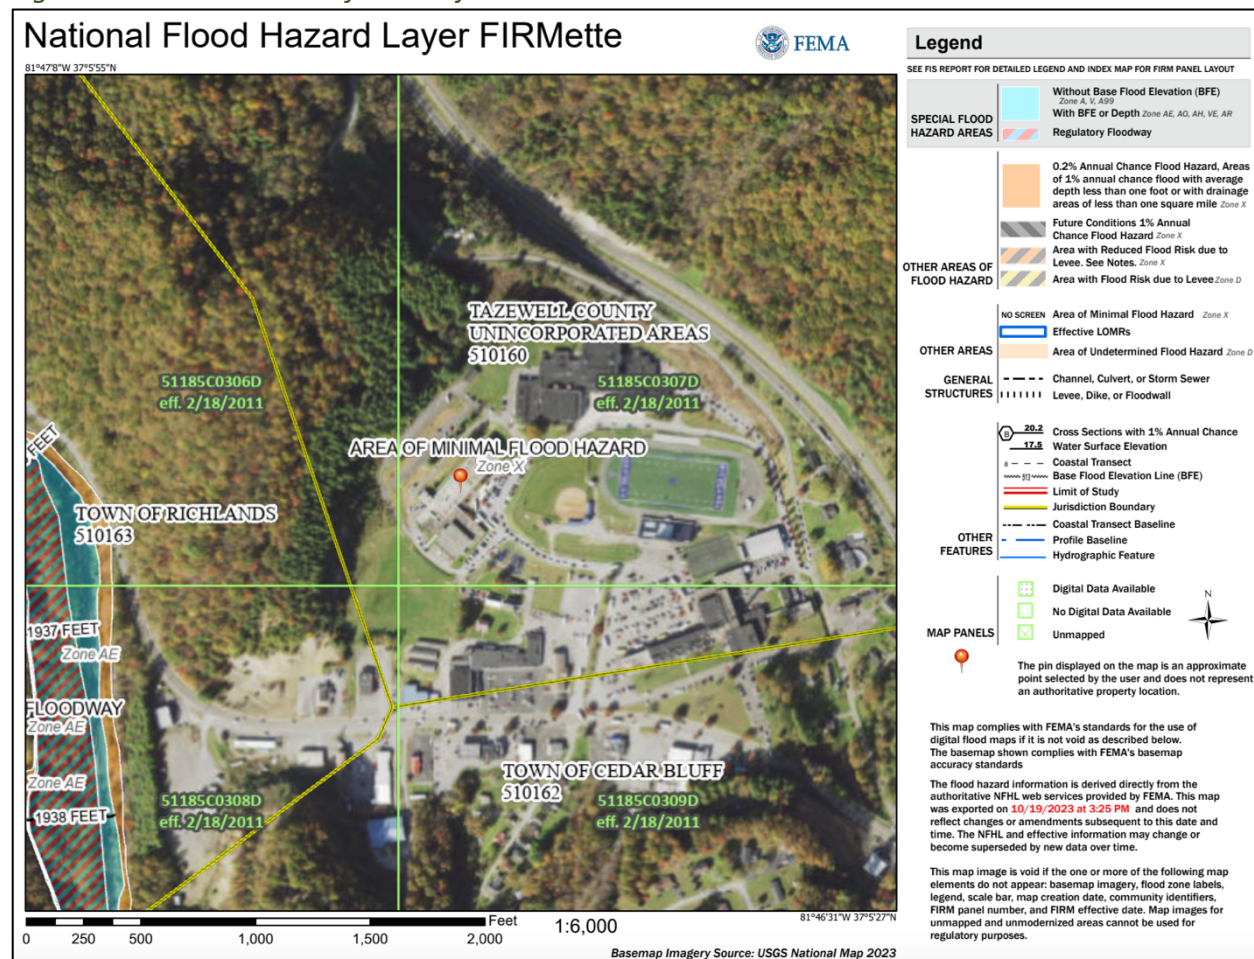 National Flood Hazard Layer FIRMette
FEMA
81°47'8"W 37°5'55"N
TAZEWELL COUNTY
UNINCORPORATED AREAS
510160
51185C0306D
eff. 2/18/2011
51185C0307D
eff. 2/18/2011
AREA OF MINIMAL FLOOD HAZARD
Zone X
FEET
TOWN OF RICHLANDS
510163
1937 FEET
Zone AE
FLOODWAY
Zone AE
Zone AE
1938 FEET
TOWN OF CEDAR BLUFF
510162
51185C0308D
eff. 2/18/2011
51185C0309D
eff. 2/18/2011
Feet
0 250 500 1,000 1,500 2,000
1:6,000
81°46'31"W 37°5'27"N
Basemap Imagery Source: USGS National Map 2023
Legend
SEE FIS REPORT FOR DETAILED LEGEND AND INDEX MAP FOR FIRM PANEL LAYOUT
SPECIAL FLOOD
HAZARD AREAS
Without Base Flood Elevation (BFE)
Zone A, V, A99
With BFE or Depth Zone AE, AO, AH, VE, AR
Regulatory Floodway
0.2% Annual Chance Flood Hazard, Areas
of 1% annual chance flood with average
depth less than one foot or with drainage
areas of less than one square mile Zone X
Future Conditions 1% Annual
Chance Flood Hazard Zone X
Area with Reduced Flood Risk due to
Levee. See Notes. Zone X
Area with Flood Risk due to Levee Zone D
OTHER AREAS OF
FLOOD HAZARD
NO SCREEN Area of Minimal Flood Hazard Zone X
Effective LOMRs
OTHER AREAS
Area of Undetermined Flood Hazard Zone D
GENERAL
STRUCTURES
Channel, Culvert, or Storm Sewer
Levee, Dike, or Floodwall
B 20.2 Cross Sections with 1% Annual Chance
17.5 Water Surface Elevation
8 Coastal Transect
513 Base Flood Elevation Line (BFE)
Limit of Study
Jurisdiction Boundary
Coastal Transect Baseline
OTHER
FEATURES
Profile Baseline
Hydrographic Feature
Digital Data Available
No Digital Data Available
Unmapped
MAP PANELS
N
The pin displayed on the map is an approximate
point selected by the user and does not represent
an authoritative property location.
This map complies with FEMA's standards for the use of
digital flood maps if it is not void as described below.
The basemap shown complies with FEMA's basemap
accuracy standards
The flood hazard information is derived directly from the
authoritative NFHL web services provided by FEMA. This map
was exported on 10/19/2023 at 3:25 PM and does not
reflect changes or amendments subsequent to this date and
time. The NFHL and effective information may change or
become superseded by new data over time.
This map image is void if the one or more of the following map
elements do not appear: basemap imagery, flood zone labels,
legend, scale bar, map creation date, community identifiers,
FIRM panel number, and FIRM effective date. Map images for
unmapped and unmodernized areas cannot be used for
regulatory purposes.